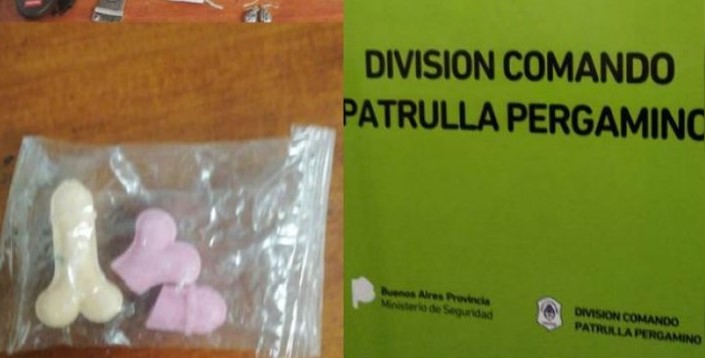 DIVISION COMANDO
PATRULLA PERGAMINO
Buenos Aires Provincia
Ministerio de Seguridad
DIVISION COMANDO
PATRULLA PERGAMINO